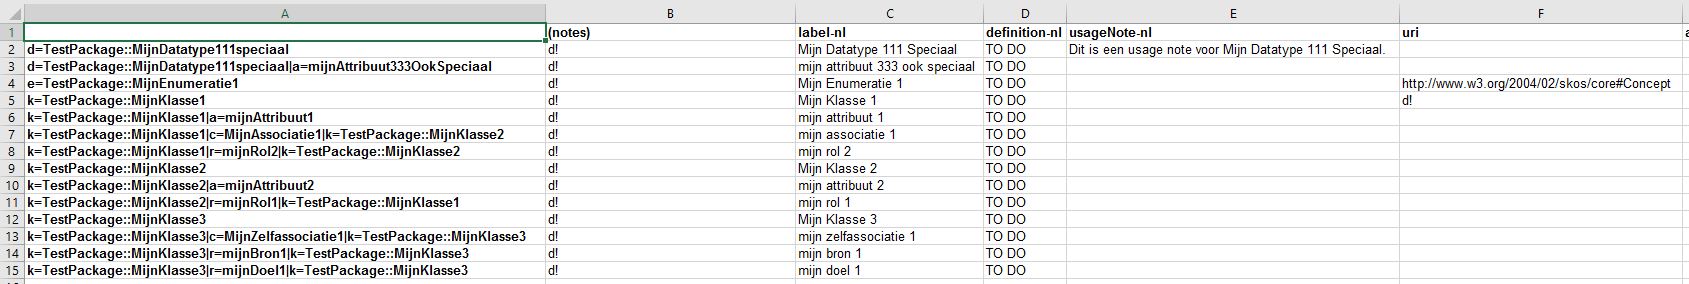 A B C D E F
1 (notes) label-nl definition-nl usageNote-nl uri a
2 d=TestPackage::MijnDatatype111speciaal d! Mijn Datatype 111 Speciaal TO DO Dit is een usage note voor Mijn Datatype 111 Speciaal.
3 d=TestPackage::MijnDatatype111speciaal|a=mijnAttribuut333OokSpeciaal d! mijn attribuut 333 ook speciaal TO DO
4 e=TestPackage::MijnEnumeratie1 d! Mijn Enumeratie 1 TO DO http://www.w3.org/2004/02/skos/core#Concept
5 k=TestPackage::MijnKlasse1 d! Mijn Klasse 1 TO DO d!
6 k=TestPackage::MijnKlasse1|a=mijnAttribuut1 d! mijn attribuut 1 TO DO
7 k=TestPackage::MijnKlasse1|c=MijnAssociatie1|k=TestPackage::MijnKlasse2 d! mijn associatie 1 TO DO
8 k=TestPackage::MijnKlasse1|r=mijnRol2|k=TestPackage::MijnKlasse2 d! mijn rol 2 TO DO
9 k=TestPackage::MijnKlasse2 d! Mijn Klasse 2 TO DO
10 k=TestPackage::MijnKlasse2|a=mijnAttribuut2 d! mijn attribuut 2 TO DO
11 k=TestPackage::MijnKlasse2|r=mijnRol1|k=TestPackage::MijnKlasse1 d! mijn rol 1 TO DO
12 k=TestPackage::MijnKlasse3 d! Mijn Klasse 3 TO DO
13 k=TestPackage::MijnKlasse3|c=MijnZelfassociatie1|k=TestPackage::MijnKlasse3 d! mijn zelfassociatie 1 TO DO
14 k=TestPackage::MijnKlasse3|r=mijnBron1|k=TestPackage::MijnKlasse3 d! mijn bron 1 TO DO
15 k=TestPackage::MijnKlasse3|r=mijnDoel1|k=TestPackage::MijnKlasse3 d! mijn doel 1 TO DO